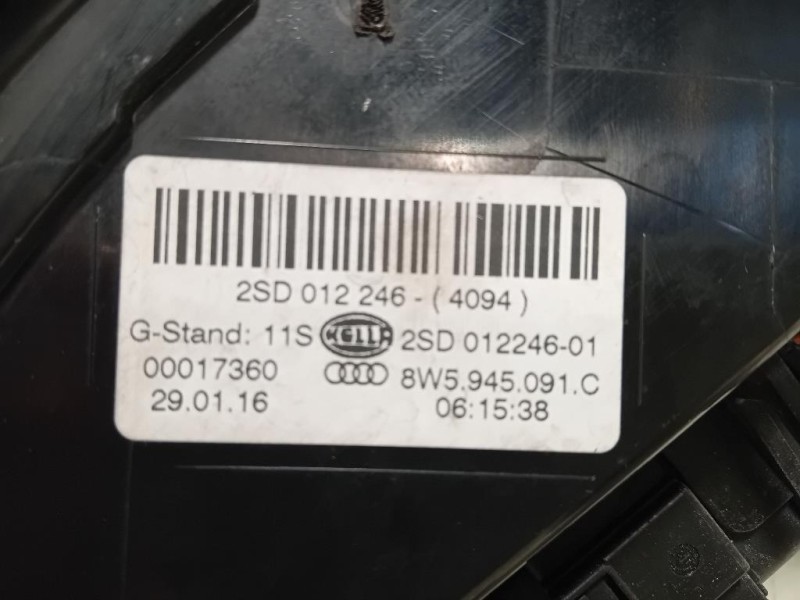 2SD 012 246 - ( 4094 )
G-Stand: 11S HELLA 2SD 012246-01
00017360 8W5.945.091.C
29.01.16 06:15:38